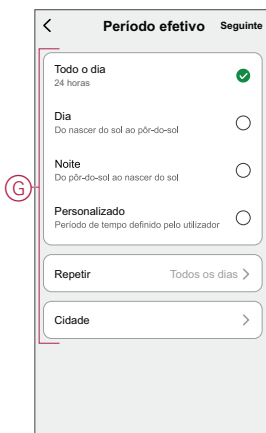 Período efetivo Seguinte
Todo o dia
24 horas
Dia
Do nascer do sol ao pôr-do-sol
Noite
Do pôr-do-sol ao nascer do sol
Personalizado
Período de tempo definido pelo utilizador
G
Repetir Todos os dias
Cidade